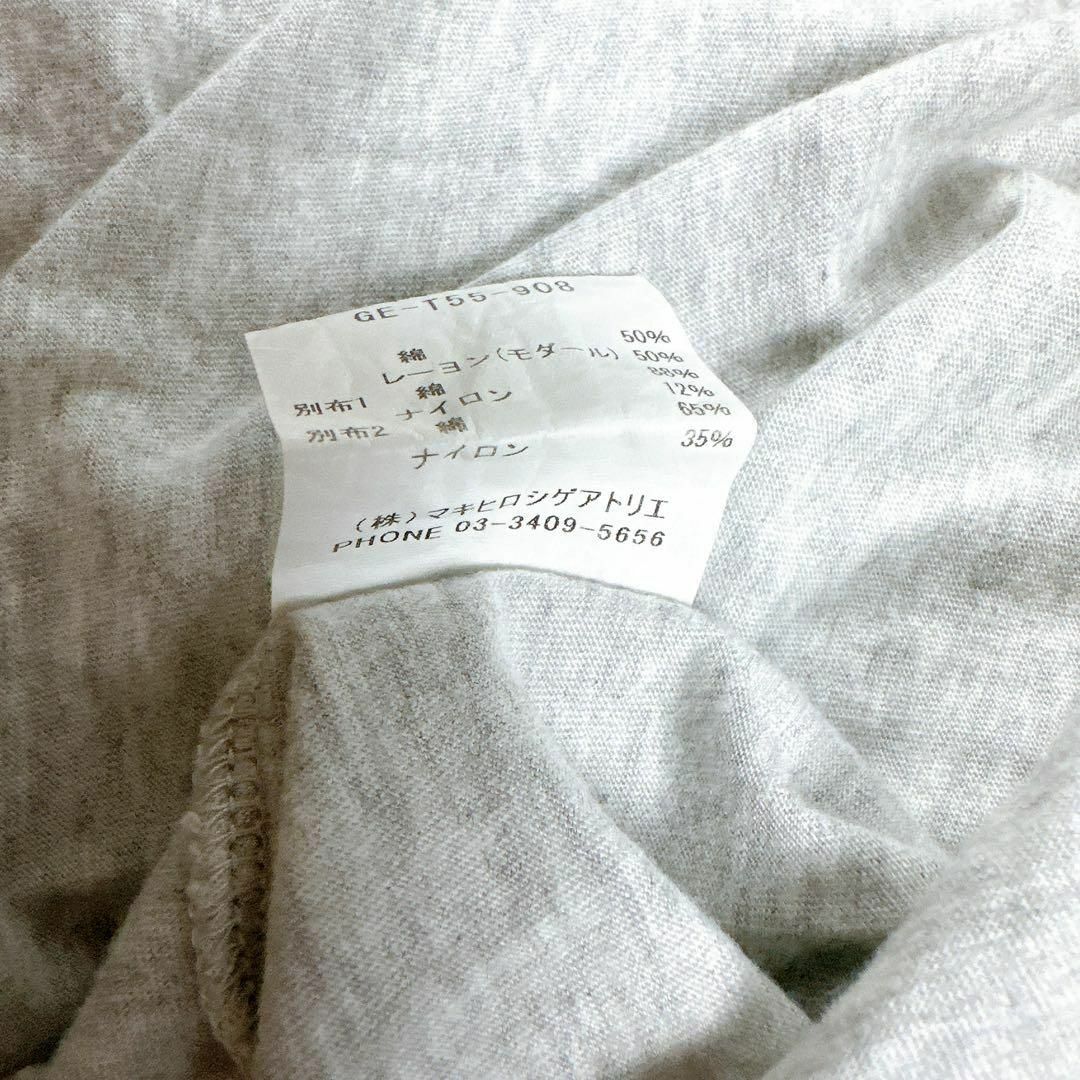 GE-T55-908
綿 50%
レーヨン(モダール) 50%
別布1 綿 88%
ナイロン 12%
別布2 綿 65%
ナイロン 35%
(株)マキヒロシゲアトリエ
PHONE 03-3409-5656